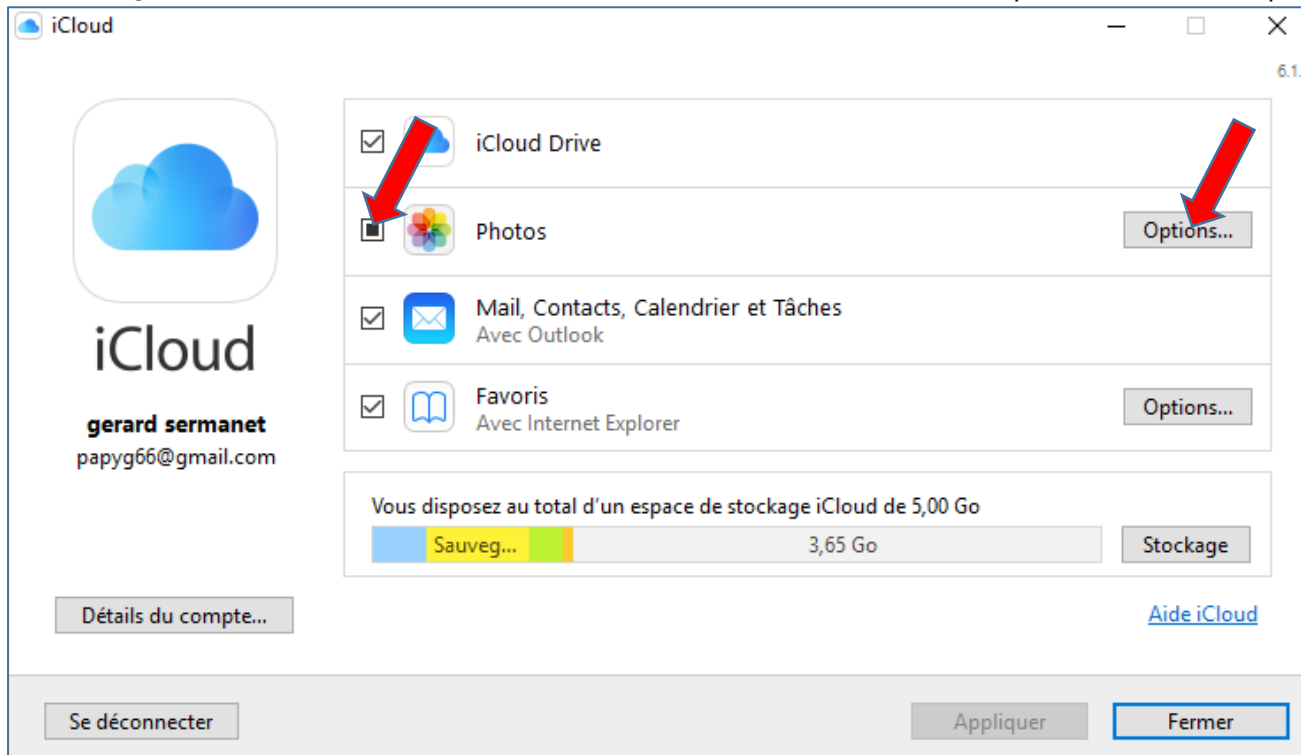 iCloud
6.1.
iCloud Drive
Photos
Options...
Mail, Contacts, Calendrier et Tâches
Avec Outlook
iCloud
Favoris
Avec Internet Explorer
Options...
gerard sermanet
papyg66@gmail.com
Vous disposez au total d'un espace de stockage iCloud de 5,00 Go
Sauveg...
3,65 Go
Stockage
Détails du compte...
Aide iCloud
Se déconnecter
Appliquer
Fermer